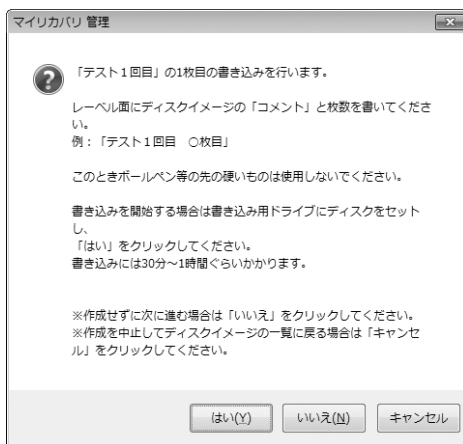 マイリカバリ 管理
「テスト１回目」の1枚目の書き込みを行います。
レーベル面にディスクイメージの「コメント」と枚数を書いてくださ
い。
例：「テスト１回目　○枚目」
このときボールペン等の先の硬いものは使用しないでください。
書き込みを開始する場合は書き込み用ドライブにディスクをセット
し、
「はい」をクリックしてください。
書き込みには30分～1時間ぐらいかかります。
※作成せずに次に進む場合は「いいえ」をクリックしてください。
※作成を中止してディスクイメージの一覧に戻る場合は「キャンセ
ル」をクリックしてください。
はい(Y) いいえ(N) キャンセル